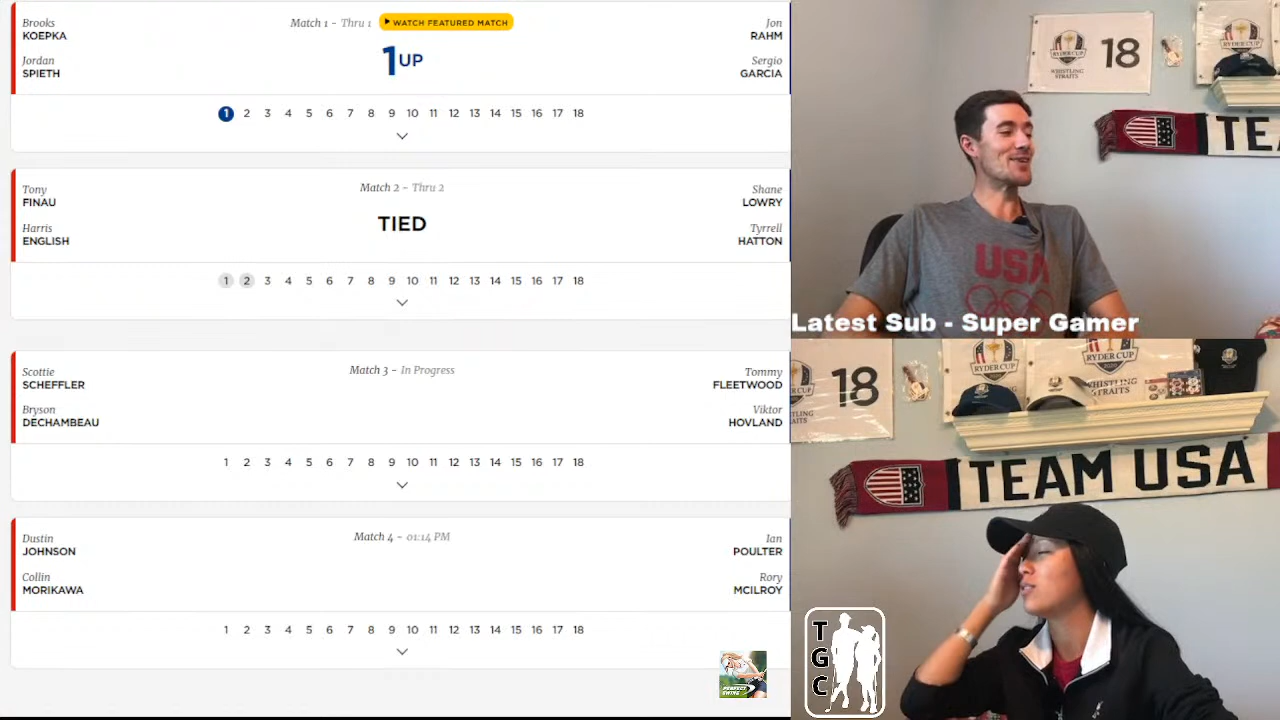 Brooks
KOEPKA
Jordan
SPIETH
Match 1 - Thru 1
WATCH FEATURED MATCH
1UP
Jon
RAHM
Sergio
GARCIA
1 2 3 4 5 6 7 8 9 10 11 12 13 14 15 16 17 18
Tony
FINAU
Harris
ENGLISH
Match 2 - Thru 2
TIED
Shane
LOWRY
Tyrrell
HATTON
1 2 3 4 5 6 7 8 9 10 11 12 13 14 15 16 17 18
Scottie
SCHEFFLER
Bryson
DECHAMBEAU
Match 3 - In Progress
Tommy
FLEETWOOD
Viktor
HOVLAND
1 2 3 4 5 6 7 8 9 10 11 12 13 14 15 16 17 18
Dustin
JOHNSON
Collin
MORIKAWA
Match 4 - 01:14 PM
Ian
POULTER
Rory
MCILROY
1 2 3 4 5 6 7 8 9 10 11 12 13 14 15 16 17 18
PERFECT
SWING
RYDER CUP
WHISTLING
STRAITS
18
RYDER CUP
TE
USA
Latest Sub - Super Gamer
18
RYDER CUP
RYDER CUP
2020
WHISTLING
STRAITS
TEAM USA
TGC